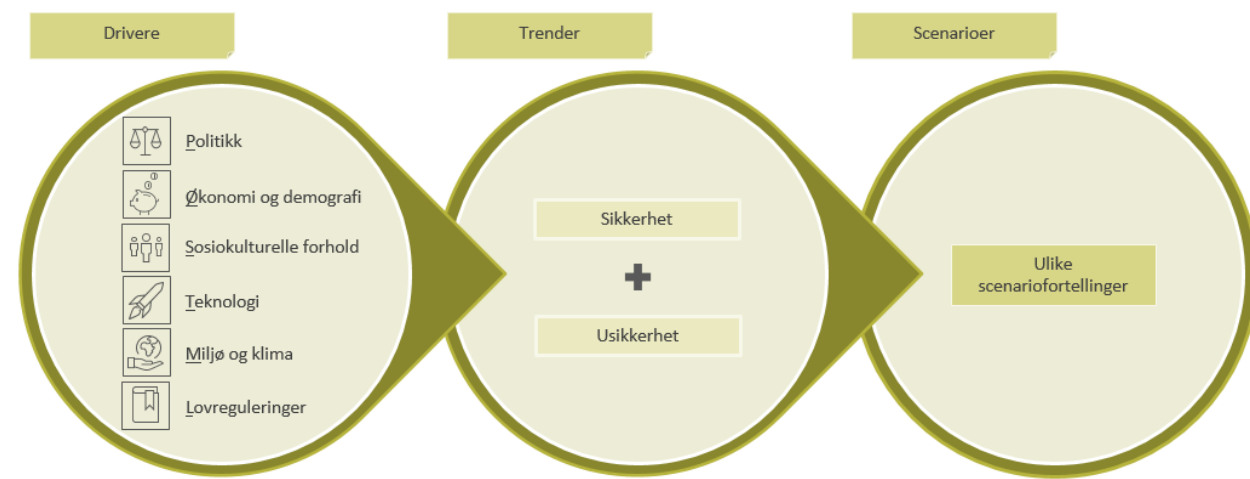 Drivere
Trender
Scenarioer
Politikk
Økonomi og demografi
Sosiokulturelle forhold
Teknologi
Miljø og klima
Lovreguleringer
Sikkerhet
Usikkerhet
Ulike
scenariofortellinger